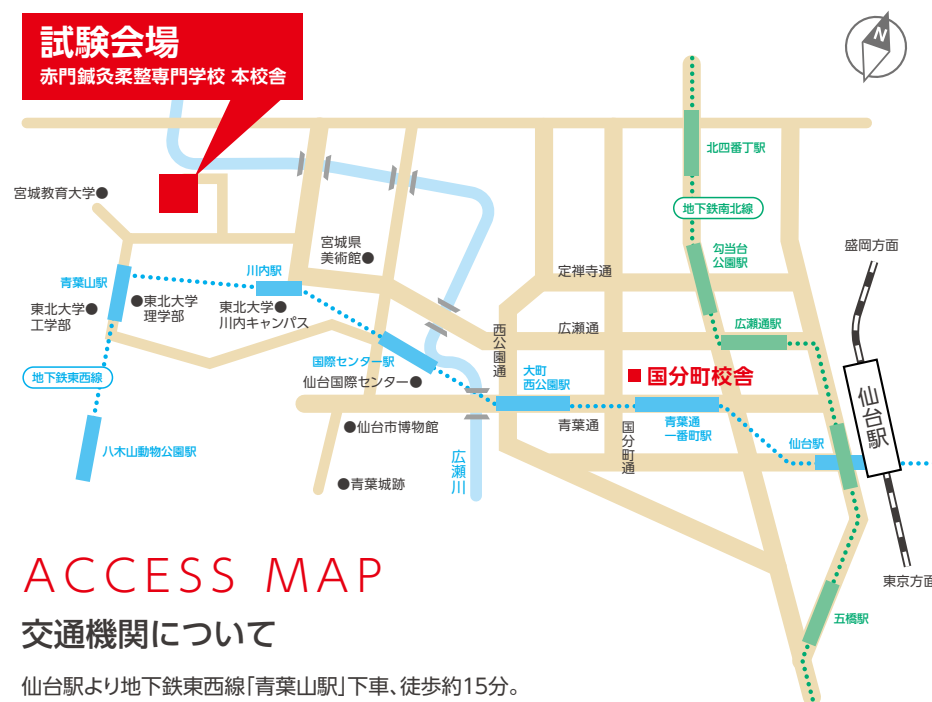 試験会場
赤門鍼灸柔整専門学校 本校舎
N
北四番丁駅
地下鉄南北線
宮城教育大学●
宮城県
美術館●
勾当台
公園駅
盛岡方面
川内駅
定禅寺通
青葉山駅
東北大学●
工学部
●東北大学
理学部
東北大学●
川内キャンパス
広瀬通
広瀬通駅
西公園通
国際センター駅
地下鉄東西線
仙台国際センター●
大町
西公園駅
国分町校舎
仙台駅
●仙台市博物館
青葉通
国分町通
青葉通
一番町駅
仙台駅
八木山動物公園駅
広瀬川
●青葉城跡
東京方面
五橋駅
ACCESS MAP
交通機関について
仙台駅より地下鉄東西線「青葉山駅」下車、徒歩約15分。